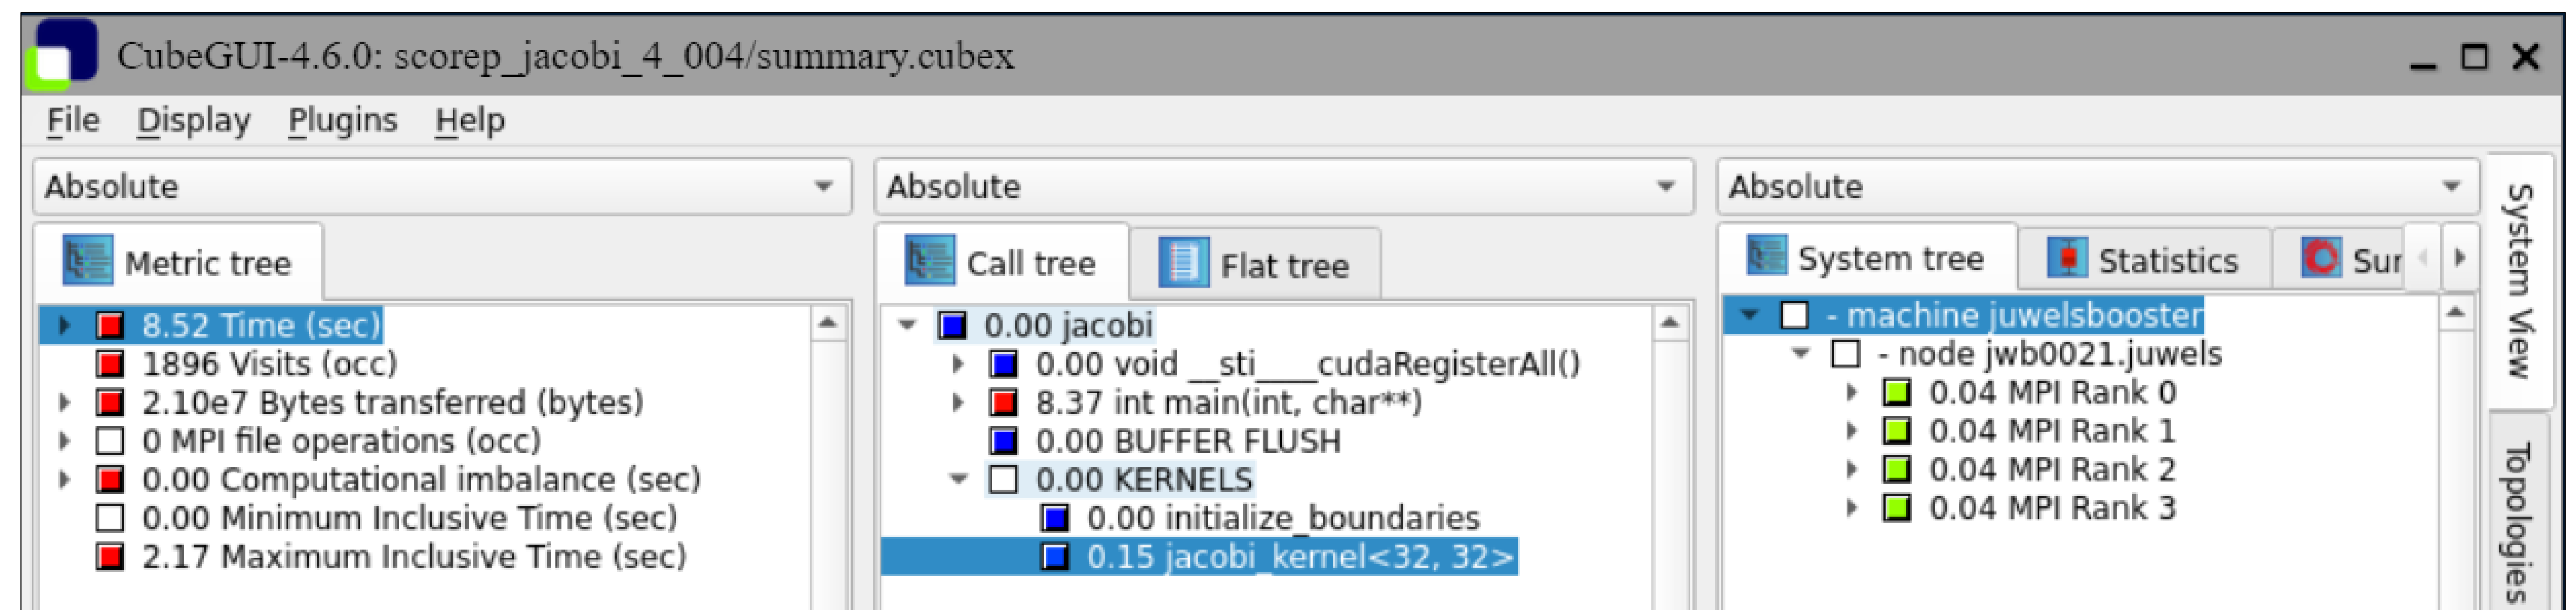 CubeGUI-4.6.0: scorep_jacobi_4_004/summary.cubex
File Display Plugins Help
Absolute
Metric tree
8.52 Time (sec)
1896 Visits (occ)
2.10e7 Bytes transferred (bytes)
0 MPI file operations (occ)
0.00 Computational imbalance (sec)
0.00 Minimum Inclusive Time (sec)
2.17 Maximum Inclusive Time (sec)
Absolute
Call tree Flat tree
0.00 jacobi
0.00 void __sti____cudaRegisterAll()
8.37 int main(int, char**)
0.00 BUFFER FLUSH
0.00 KERNELS
0.00 initialize_boundaries
0.15 jacobi_kernel<32, 32>
Absolute
System tree Statistics Sur
- machine juwelsbooster
- node jwb0021.juwels
0.04 MPI Rank 0
0.04 MPI Rank 1
0.04 MPI Rank 2
0.04 MPI Rank 3
System View
Topologies